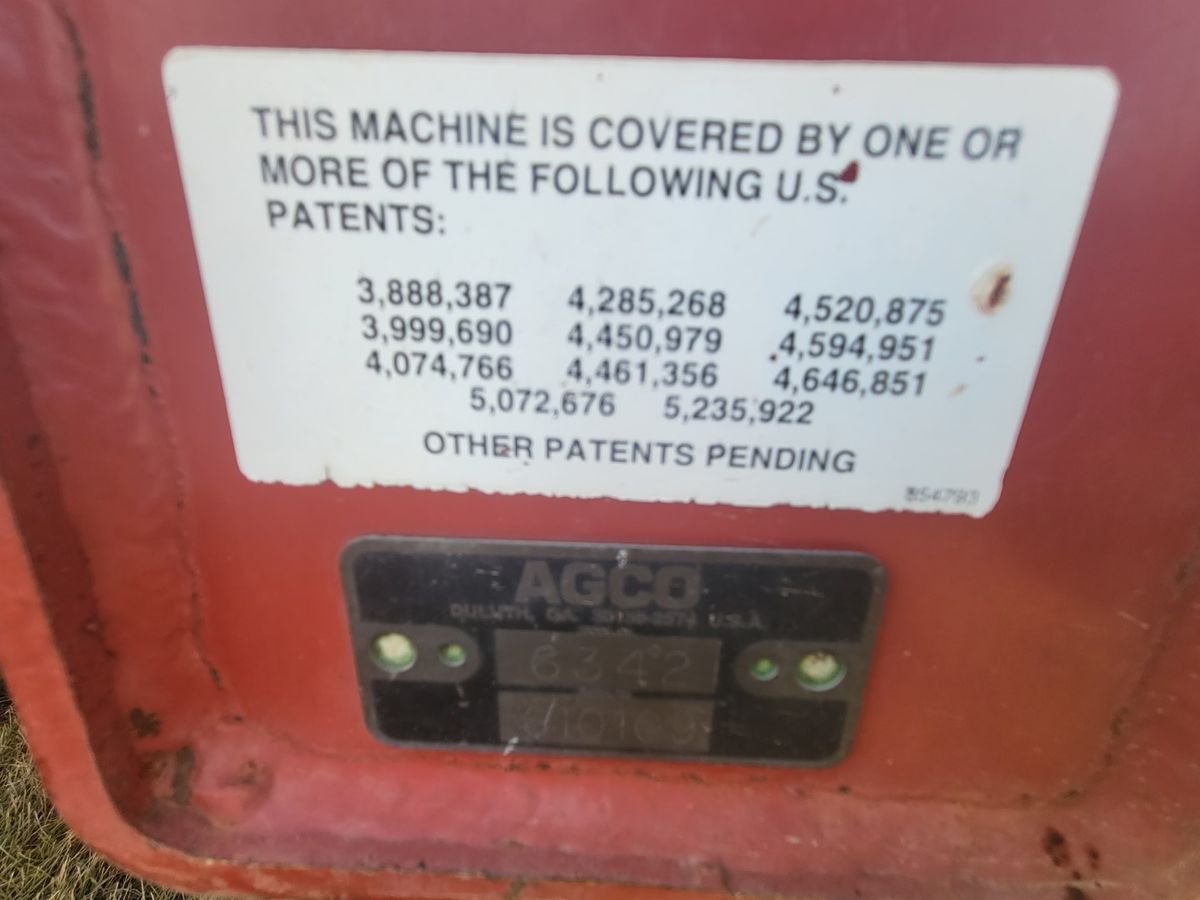 THIS MACHINE IS COVERED BY ONE OR
MORE OF THE FOLLOWING U.S.
PATENTS:
3,888,387 4,285,268 4,520,875
3,999,690 4,450,979 4,594,951
4,074,766 4,461,356 4,646,851
5,072,676 5,235,922
OTHER PATENTS PENDING
854793
AGCO
DULUTH, GA. U.S.A.
6342